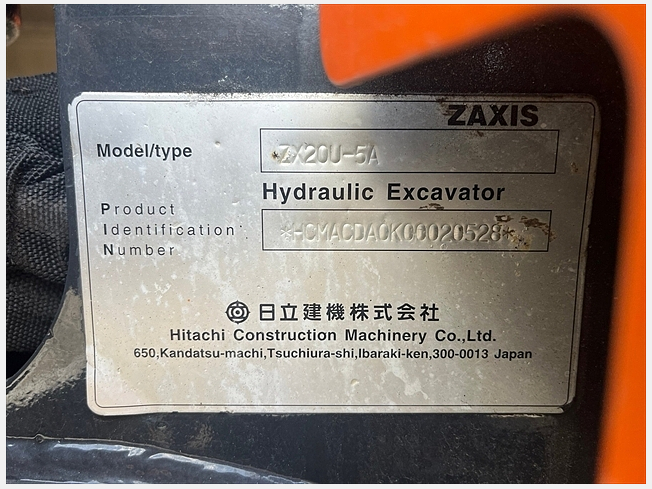 ZAXIS
Model/type *ZX20U-5A
Hydraulic Excavator
Product
Identification *HCMACDA0K00020528*
Number
日立建機株式会社
Hitachi Construction Machinery Co.,Ltd.
650,Kandatsu-machi,Tsuchiura-shi,Ibaraki-ken,300-0013 Japan